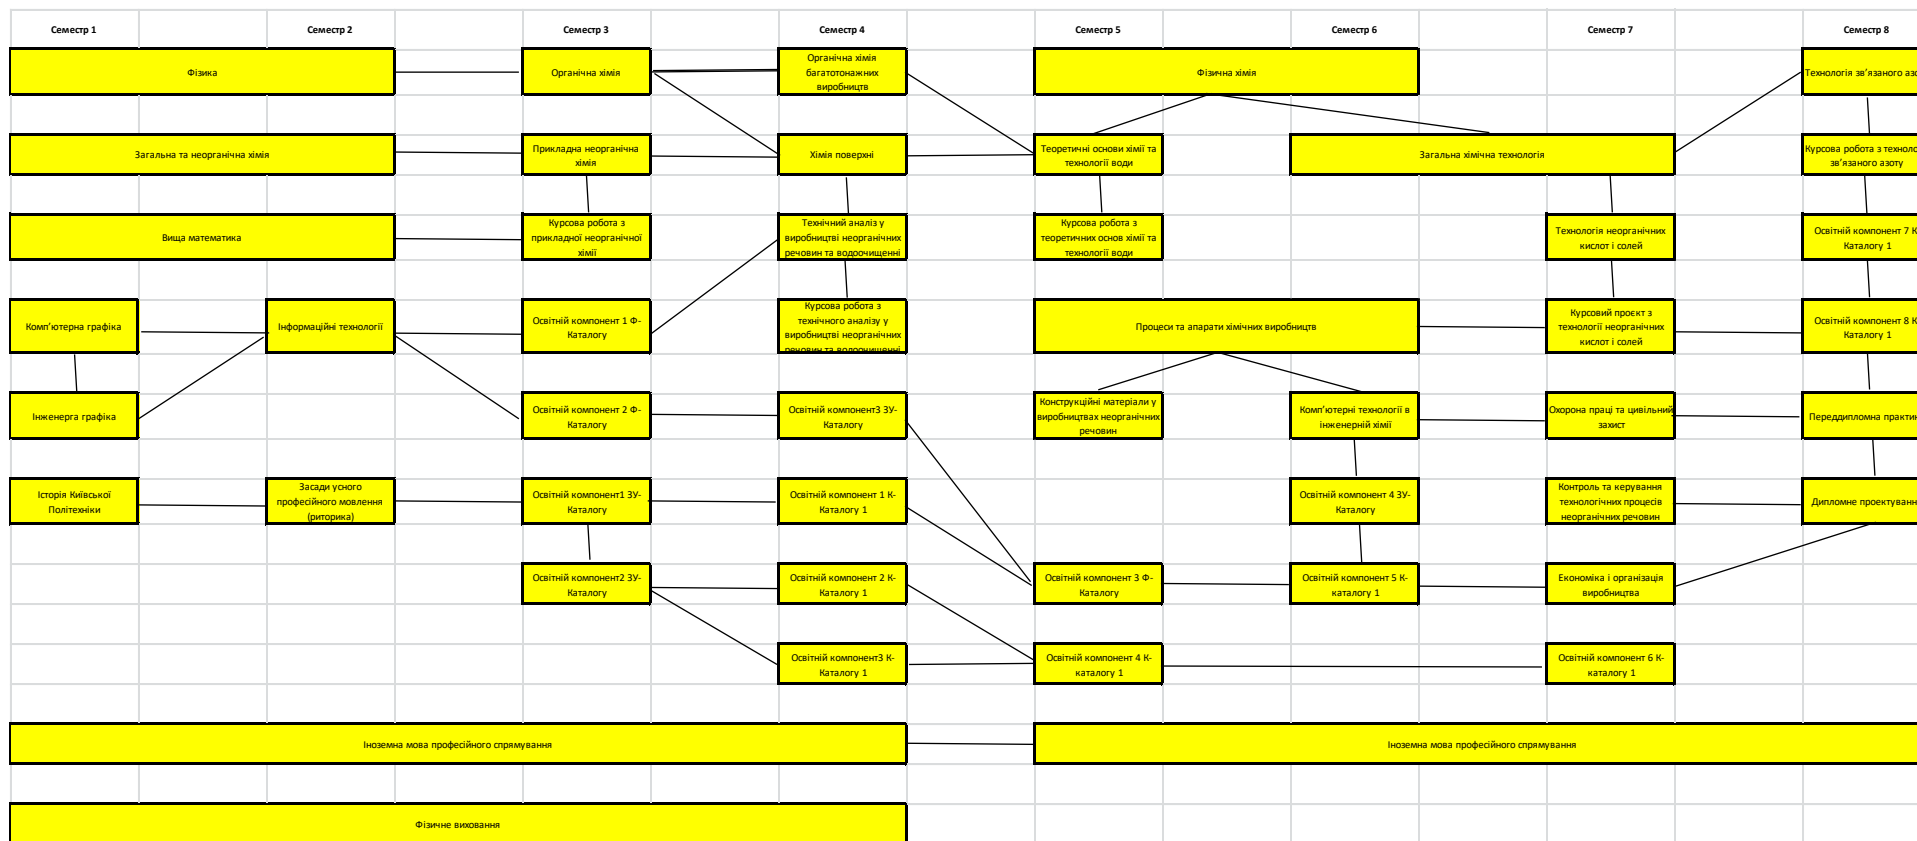 Семестр 1
Семестр 2
Семестр 3
Семестр 4
Семестр 5
Семестр 6
Семестр 7
Семестр 8
Фізика
Органічна хімія
Органічна хімія
багатотонажних
виробництв
Фізична хімія
Технологія зв’язаного
Загальна та неорганічна хімія
Прикладна неорганічна
хімія
Хімія поверхні
Теоретичні основи хімії та
технології води
Загальна хімічна технологія
Курсова робота з
зв’язаного азоту
Вища математика
Курсова робота з
прикладної неорганічної
хімії
Технічний аналіз у
виробництві неорганічних
речовин та водоочищенні
Курсова робота з
теоретичних основ хімії та
технології води
Технологія неорганічних
кислот і солей
Освітній компонент 7 К
Каталогу 1
Комп’ютерна графіка
Інформаційні технології
Освітній компонент 1 Ф-
Каталогу
Курсова робота з
технічного аналізу у
виробництві неорганічних
речовин та водоочищенні
Процеси та апарати хімічних виробництв
Курсовий проєкт з
технології неорганічних
кислот і солей
Освітній компонент 8 К
Каталогу 1
Інженерга графіка
Освітній компонент 2 Ф-
Каталогу
Освітній компонент3 ЗУ-
Каталогу
Конструкційні матеріали у
виробництвах неорганічних
речовин
Комп’ютерні технології в
інженерній хімії
Охорона праці та цивільний
захист
Переддипломна практик
Історія Київської
Політехніки
Засади усного
професійного мовлення
(риторика)
Освітній компонент1 ЗУ-
Каталогу
Освітній компонент 1 К-
Каталогу 1
Освітній компонент 4 ЗУ-
Каталогу
Контроль та керування
технологічних процесів
неорганічних речовин
Дипломне проектуванн
Освітній компонент2 ЗУ-
Каталогу
Освітній компонент 2 К-
Каталогу 1
Освітній компонент 3 Ф-
Каталогу
Освітній компонент 5 К-
каталогу 1
Економіка і організація
виробництва
Освітній компонент3 К-
Каталогу 1
Освітній компонент 4 К-
каталогу 1
Освітній компонент 6 К-
каталогу 1
Іноземна мова професійного спрямування
Іноземна мова професійного спрямування
Фізичне виховання